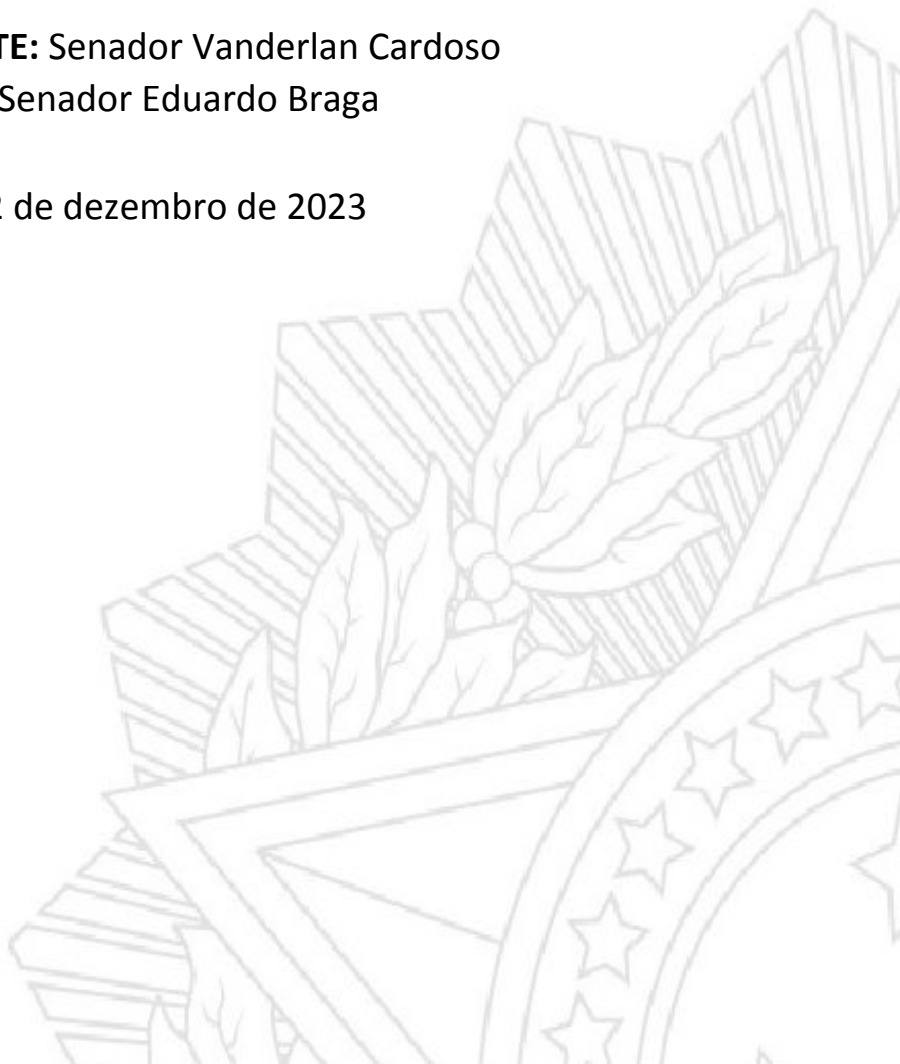 TE: Senador Vanderlan Cardoso
Senador Eduardo Braga
2 de dezembro de 2023